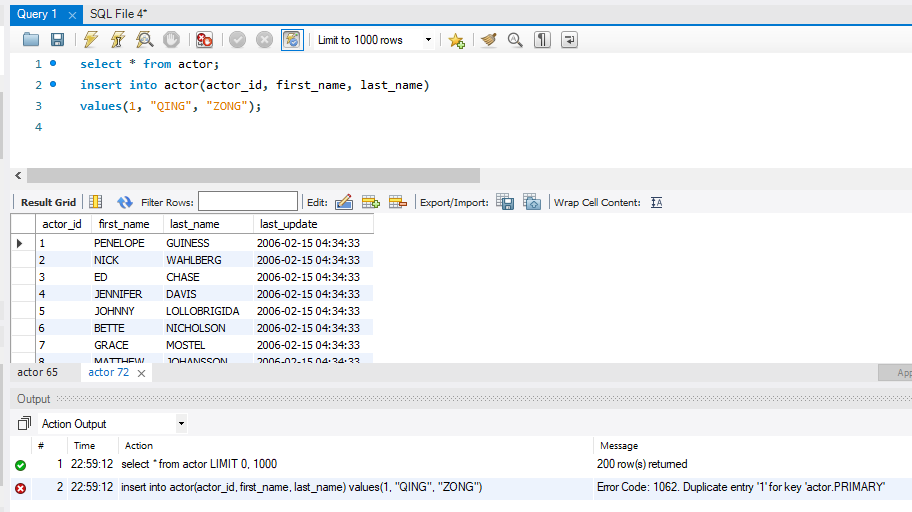 Query 1 SQL File 4*
Limit to 1000 rows
1 select * from actor;
2 insert into actor(actor_id, first_name, last_name)
3 values(1, "QING", "ZONG");
4
Result Grid Filter Rows: Edit: Export/Import: Wrap Cell Content:
actor_id first_name last_name last_update
1 PENELOPE GUINESS 2006-02-15 04:34:33
2 NICK WAHLBERG 2006-02-15 04:34:33
3 ED CHASE 2006-02-15 04:34:33
4 JENNIFER DAVIS 2006-02-15 04:34:33
5 JOHNNY LOLLOBRIGIDA 2006-02-15 04:34:33
6 BETTE NICHOLSON 2006-02-15 04:34:33
7 GRACE MOSTEL 2006-02-15 04:34:33
8 MATTHEW JOHANSSON 2006-02-15 04:34:33
actor 65 actor 72 App
Output
Action Output
# Time Action Message
1 22:59:12 select * from actor LIMIT 0, 1000 200 row(s) returned
2 22:59:12 insert into actor(actor_id, first_name, last_name) values(1, "QING", "ZONG") Error Code: 1062. Duplicate entry '1' for key 'actor.PRIMARY'